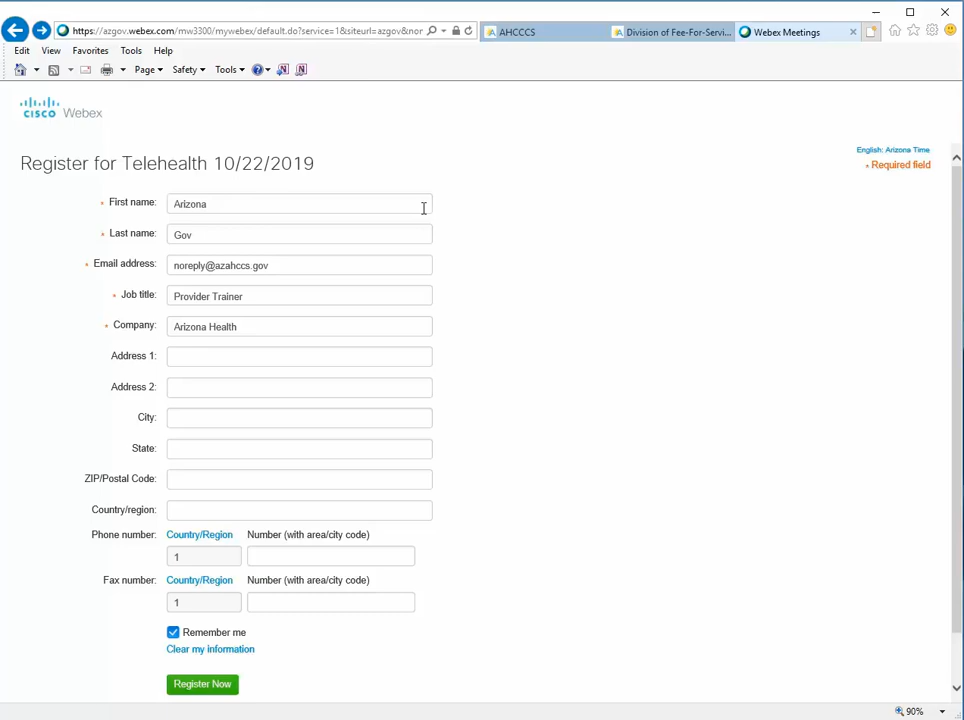 https://azgov.webex.com/mw3300/mywebex/default.do?service=1&siteurl=azgov&nor
AHCCCS
Division of Fee-For-Servi...
Webex Meetings
Edit View Favorites Tools Help
Page Safety Tools
cisco Webex
English: Arizona Time
Register for Telehealth 10/22/2019
* Required field
* First name: Arizona
* Last name: Gov
* Email address: noreply@azahccs.gov
* Job title: Provider Trainer
* Company: Arizona Health
Address 1:
Address 2:
City:
State:
ZIP/Postal Code:
Country/region:
Phone number: Country/Region Number (with area/city code)
1
Fax number: Country/Region Number (with area/city code)
1
Remember me
Clear my information
Register Now
90%